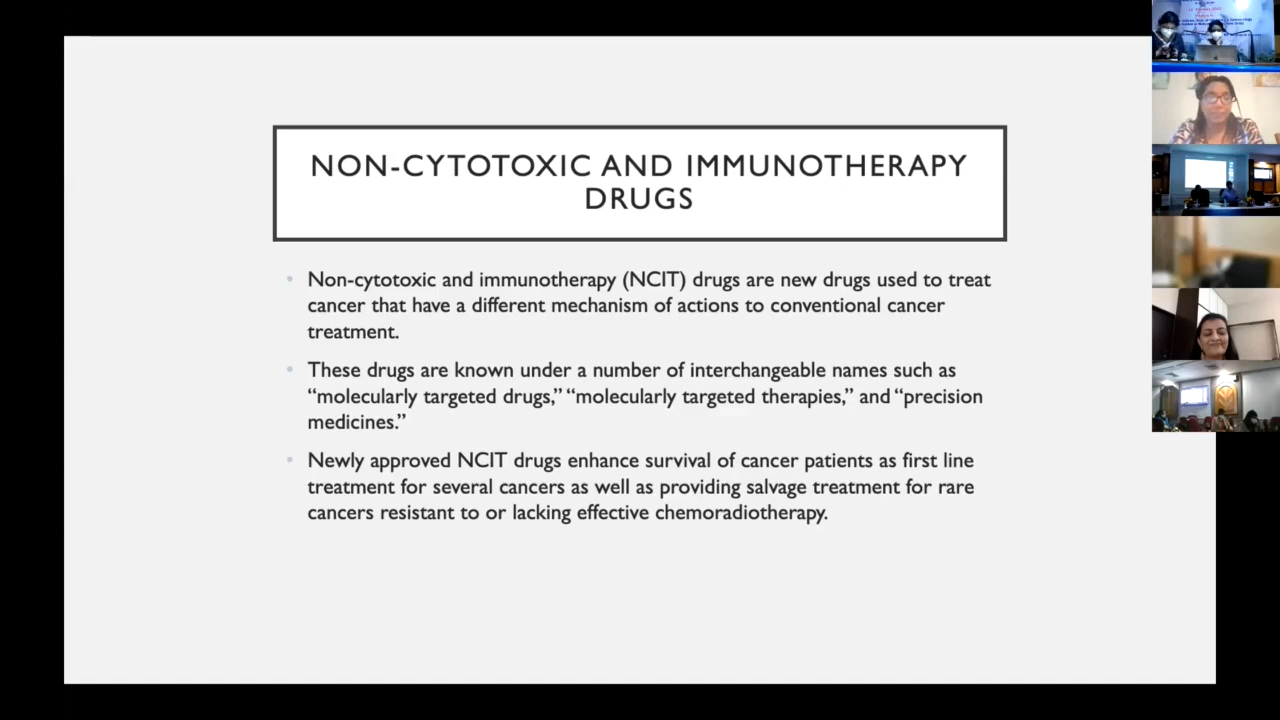 NON-CYTOTOXIC AND IMMUNOTHERAPY
DRUGS
• Non-cytotoxic and immunotherapy (NCIT) drugs are new drugs used to treat
cancer that have a different mechanism of actions to conventional cancer
treatment.
• These drugs are known under a number of interchangeable names such as
“molecularly targeted drugs,” “molecularly targeted therapies,” and “precision
medicines.”
• Newly approved NCIT drugs enhance survival of cancer patients as first line
treatment for several cancers as well as providing salvage treatment for rare
cancers resistant to or lacking effective chemoradiotherapy.